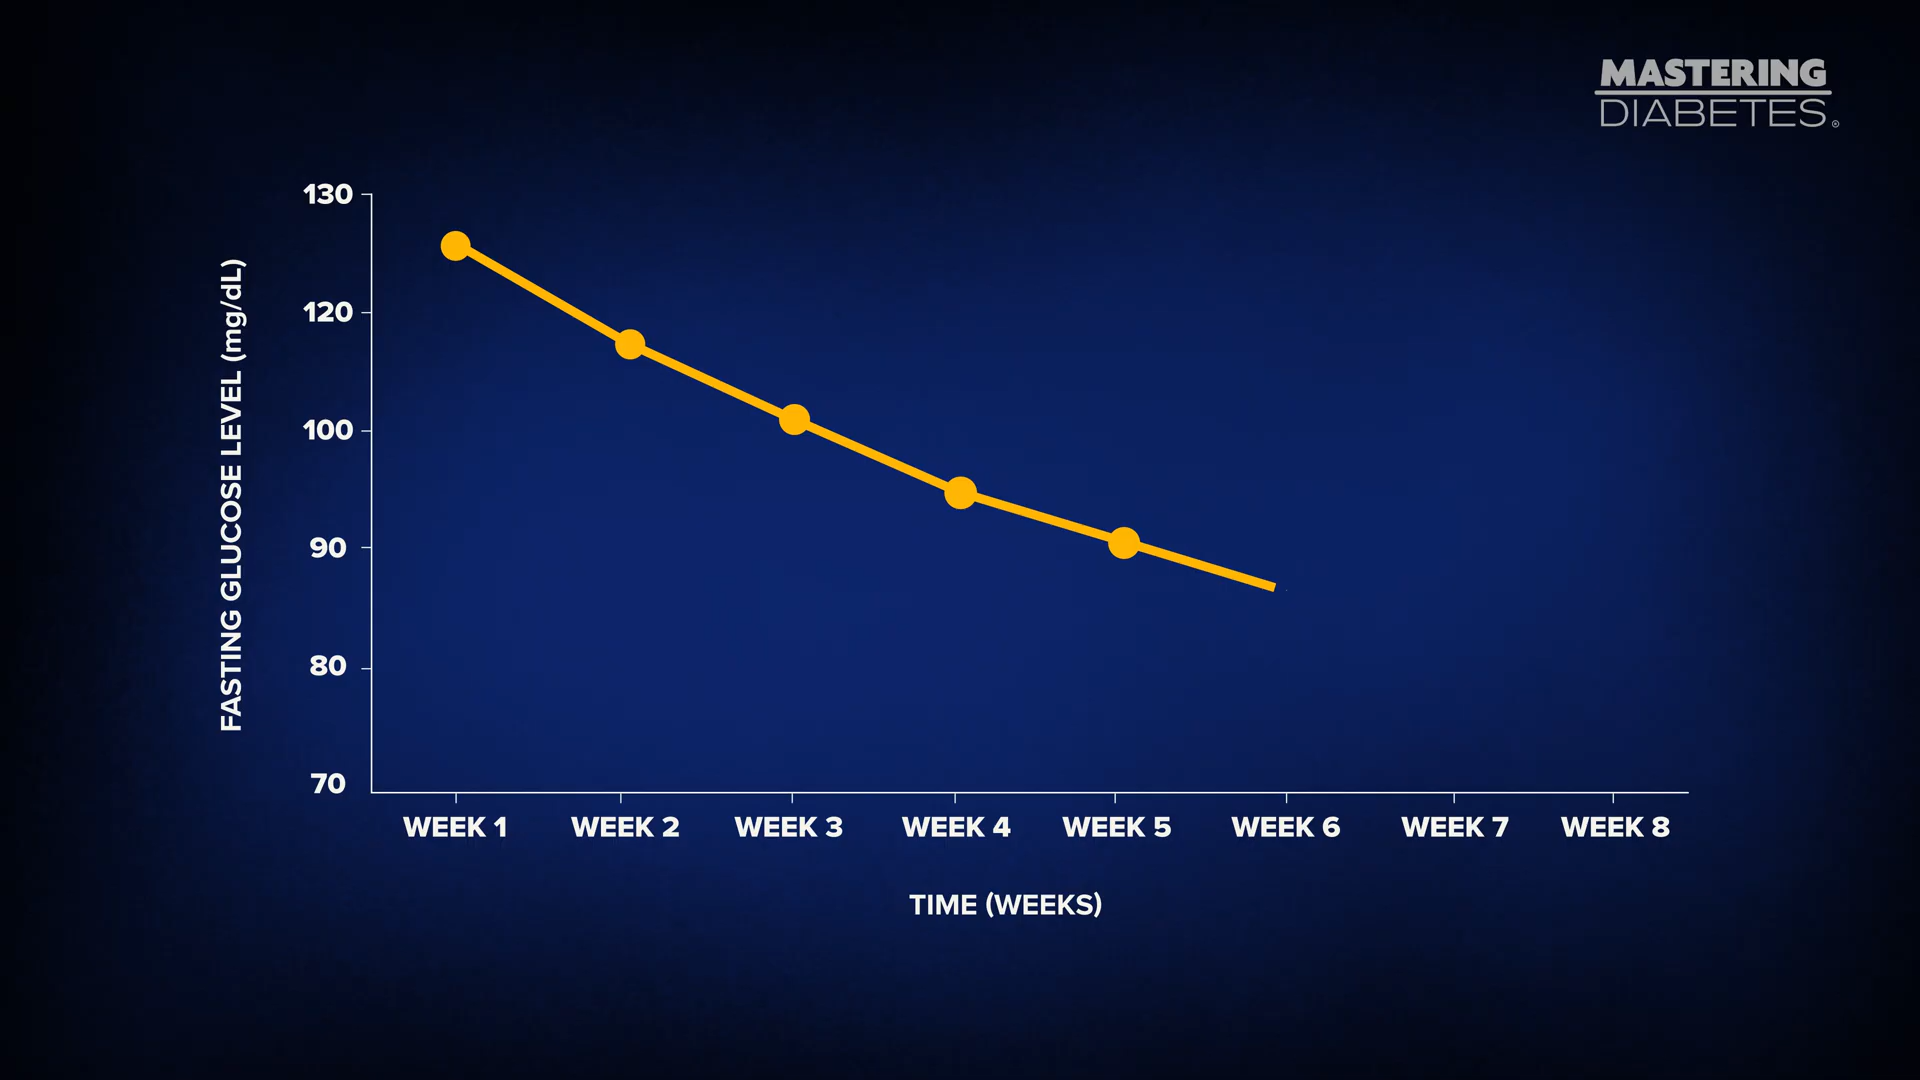 MASTERING
DIABETES®
FASTING GLUCOSE LEVEL (mg/dL)
130
120
100
90
80
70
WEEK 1 WEEK 2 WEEK 3 WEEK 4 WEEK 5 WEEK 6 WEEK 7 WEEK 8
TIME (WEEKS)